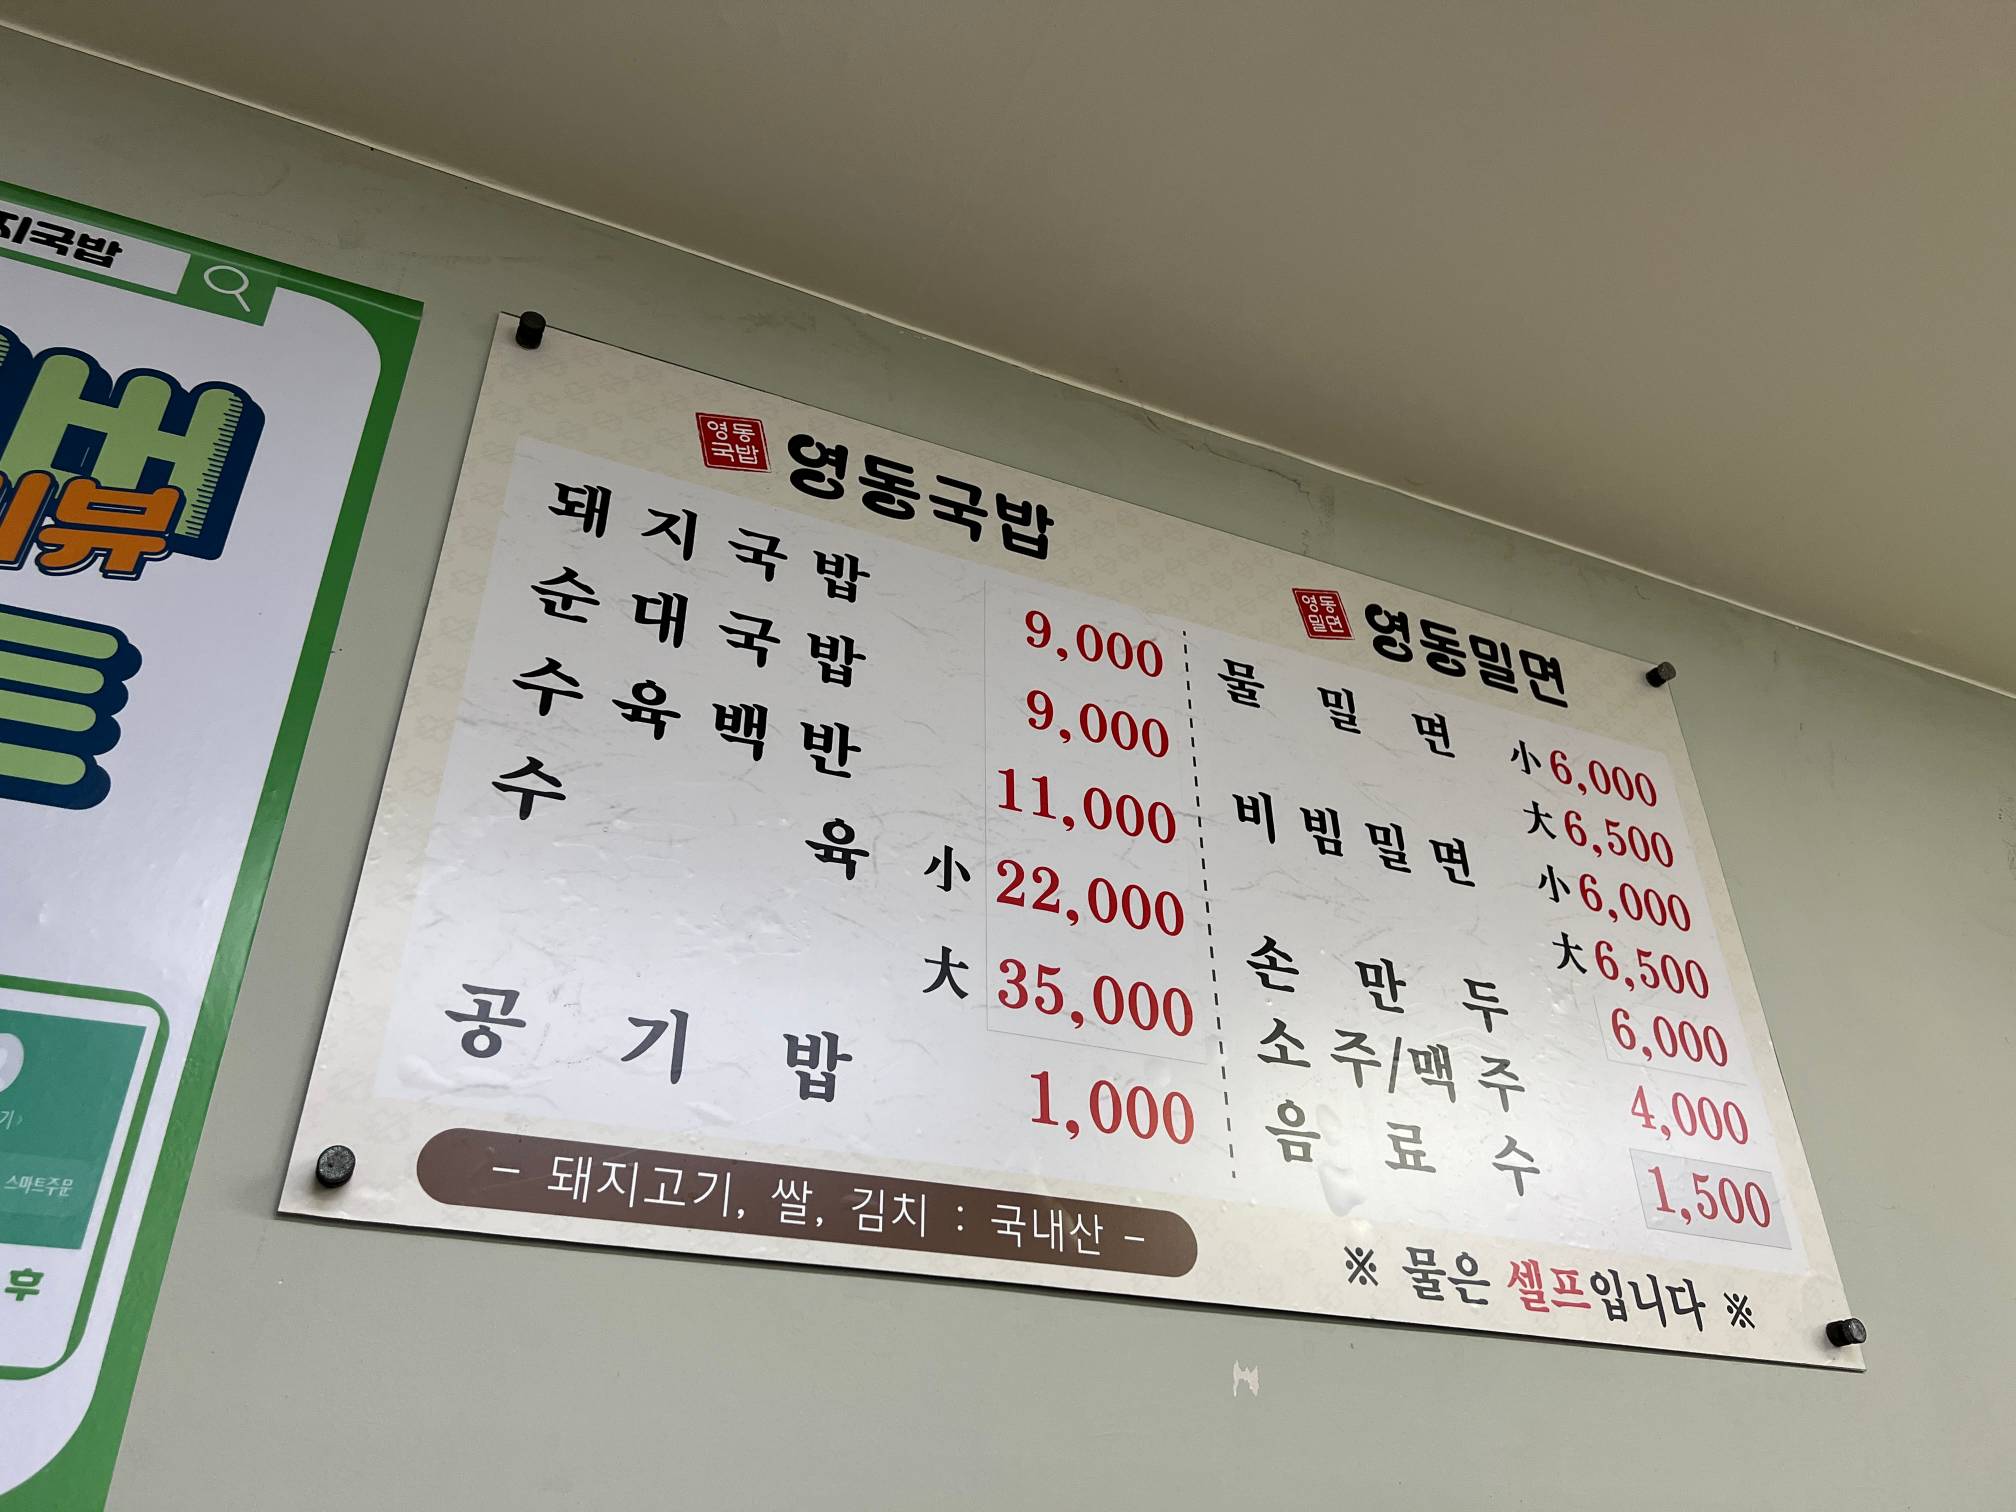 지국밥
리뷰
스마트주문
후
영동
국밥
영동국밥
돼지국밥 9,000
순대국밥 9,000
수육백반 11,000
수육 小 22,000
大 35,000
공기밥 1,000
- 돼지고기, 쌀, 김치 : 국내산 -
영동
밀면
영동밀면
물밀면 小 6,000
大 6,500
비빔밀면 小 6,000
大 6,500
손만두 6,000
소주/맥주 4,000
음료수 1,500
※ 물은 셀프입니다 ※